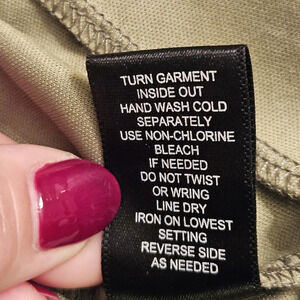 TURN GARMENT
INSIDE OUT
HAND WASH COLD
SEPARATELY
USE NON-CHLORINE
BLEACH
IF NEEDED
DO NOT TWIST
OR WRING
LINE DRY
IRON ON LOWEST
SETTING
REVERSE SIDE
AS NEEDED